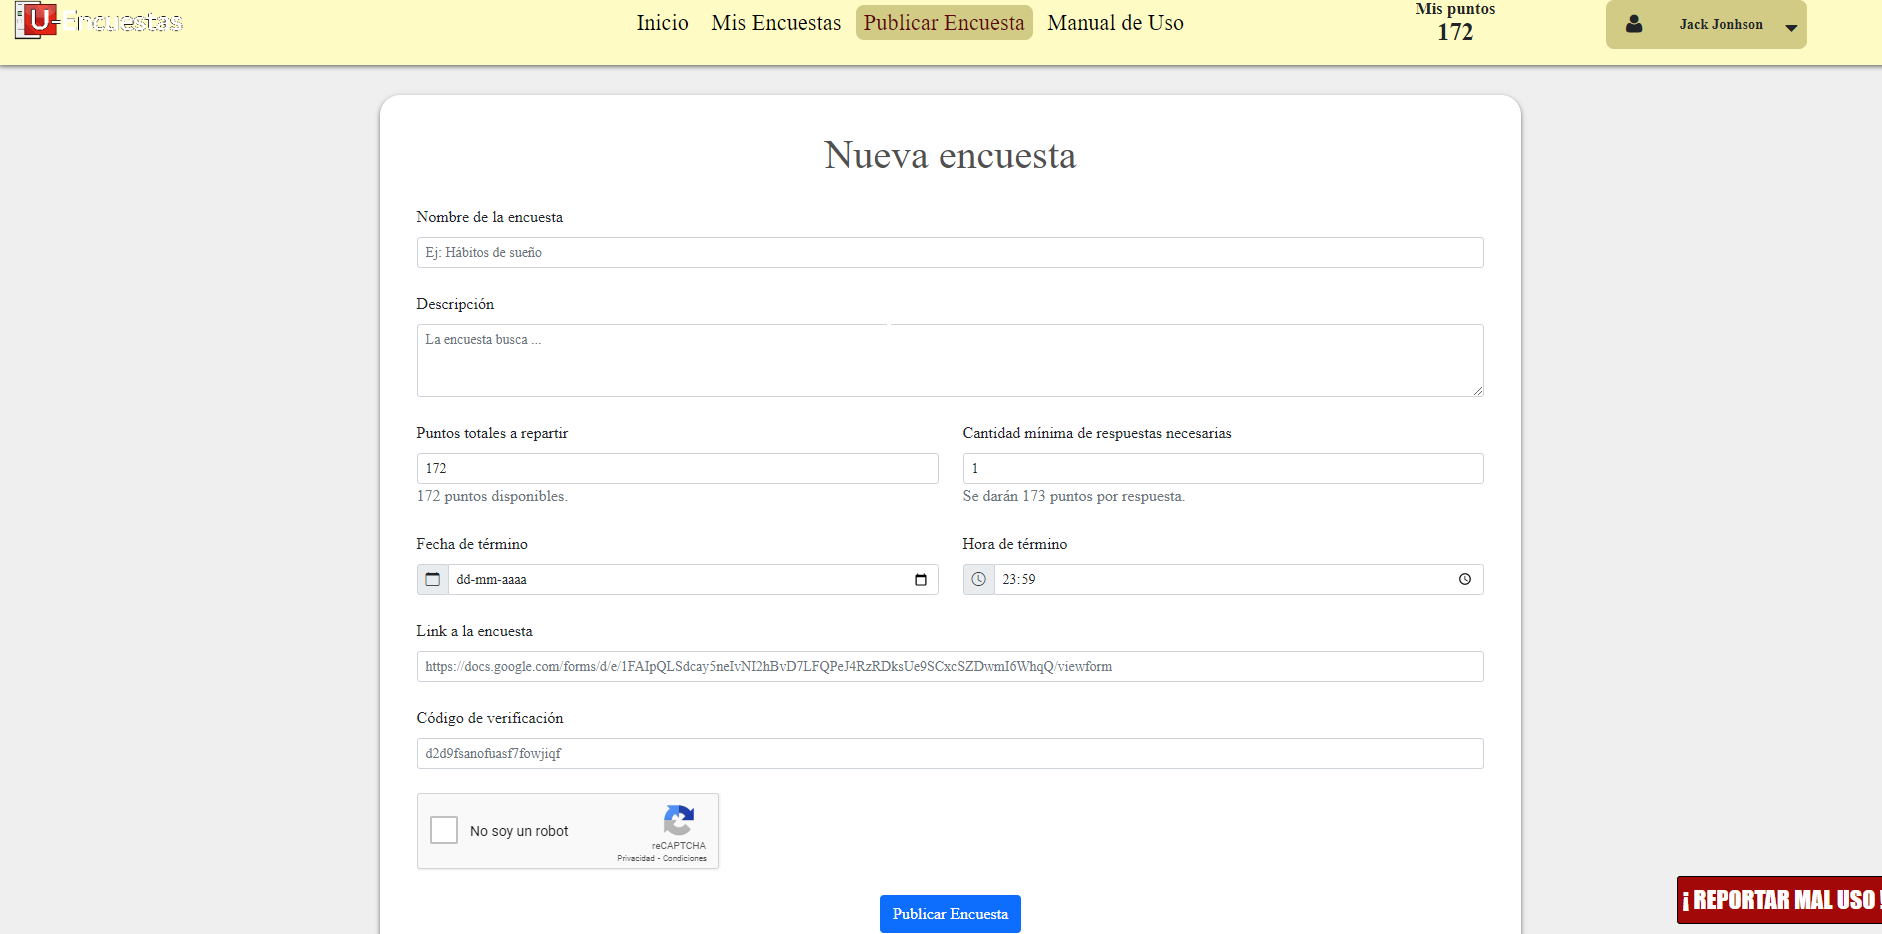 U-Encuestas
Inicio Mis Encuestas Publicar Encuesta Manual de Uso
Mis puntos
172
Jack Jonhson
Nueva encuesta
Nombre de la encuesta
Ej: Hábitos de sueño
Descripción
La encuesta busca ...
Puntos totales a repartir
172
172 puntos disponibles.
Cantidad mínima de respuestas necesarias
1
Se darán 173 puntos por respuesta.
Fecha de término
dd-mm-aaaa
Hora de término
23:59
Link a la encuesta
https://docs.google.com/forms/d/e/1FAIpQLSdcay5neIvNI2hBvD7LFQPeJ4RzRDksUe9SCxcSZDwmI6WhqQ/viewform
Código de verificación
d2d9fsanofuasf7fowjiqf
No soy un robot
reCAPTCHA
Privacidad - Condiciones
Publicar Encuesta
¡ REPORTAR MAL USO !